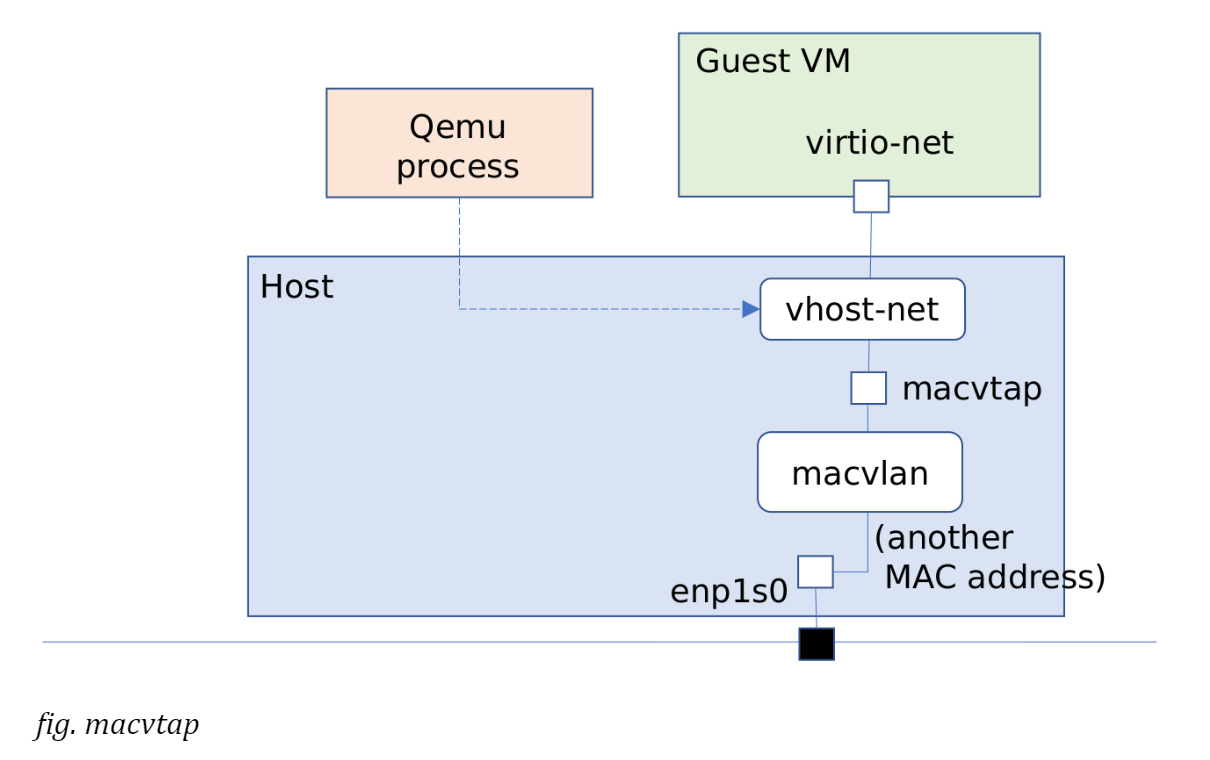 Guest VM
virtio-net
Qemu
process
Host
vhost-net
macvtap
macvlan
(another
MAC address)
enp1s0
fig. macvtap